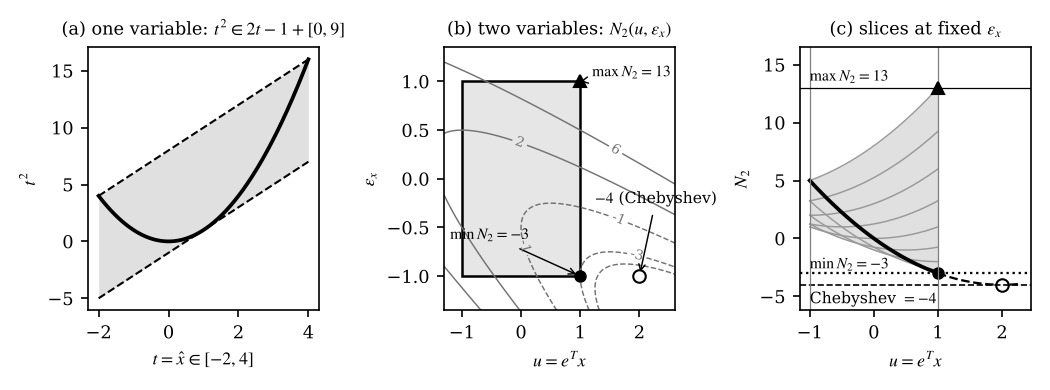 (a) one variable: t² ∈ 2t − 1 + [0, 9]
15
10
5
0
−5
t²
−2
0
2
4
t = x̂ ∈ [−2, 4]
(b) two variables: N₂(u, εₓ)
1.0
0.5
0.0
−0.5
−1.0
εₓ
max N₂ = 13
6
2
−4 (Chebyshev)
−1
min N₂ = −3
−3
−1
0
1
2
u = eᵀx
(c) slices at fixed εₓ
15
10
5
0
−5
N₂
max N₂ = 13
min N₂ = −3
Chebyshev = −4
−1
0
1
2
u = eᵀx